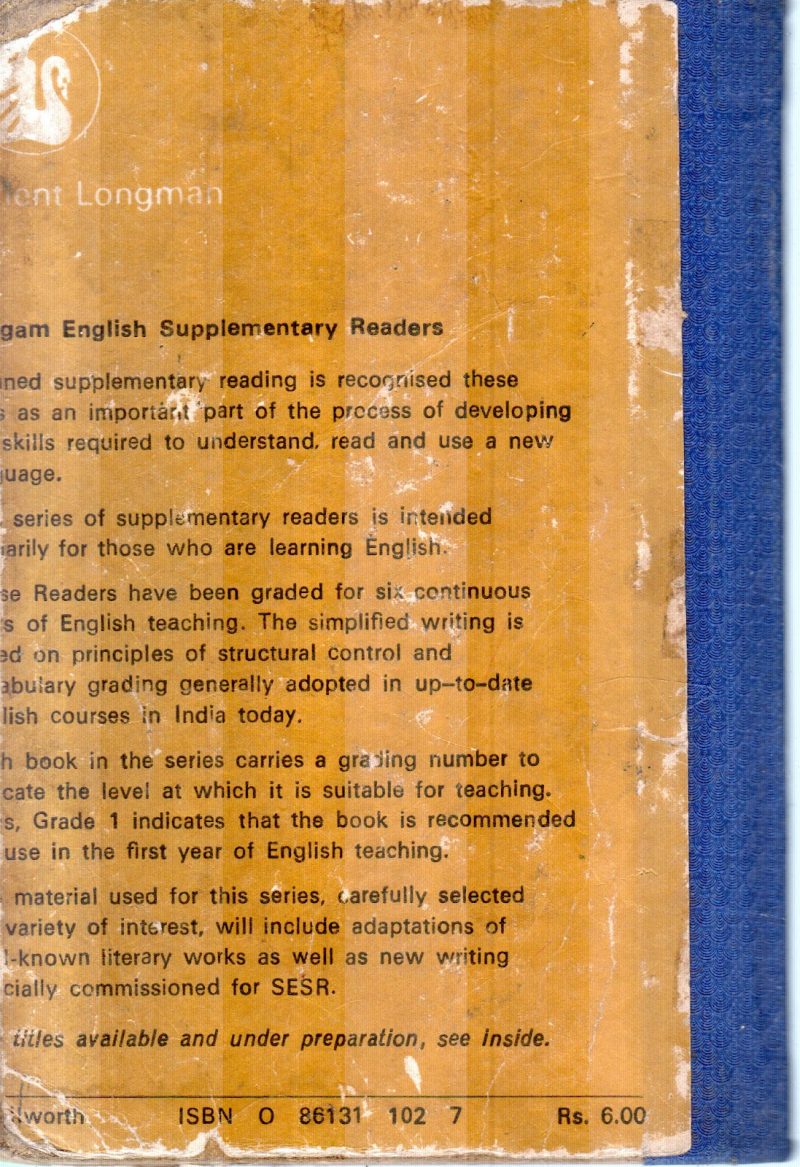 ient Longman
gam English Supplementary Readers
nned supplementary reading is recognised these
s as an important part of the process of developing
skills required to understand, read and use a new
guage.
series of supplementary readers is intended
arily for those who are learning English.
se Readers have been graded for six continuous
s of English teaching. The simplified writing is
ed on principles of structural control and
abulary grading generally adopted in up-to-date
lish courses in India today.
h book in the series carries a grading number to
cate the level at which it is suitable for teaching.
s, Grade 1 indicates that the book is recommended
use in the first year of English teaching.
material used for this series, carefully selected
variety of interest, will include adaptations of
l-known literary works as well as new writing
cially commissioned for SESR.
titles available and under preparation, see inside.
ilworth ISBN O 86131 102 7 Rs. 6.00